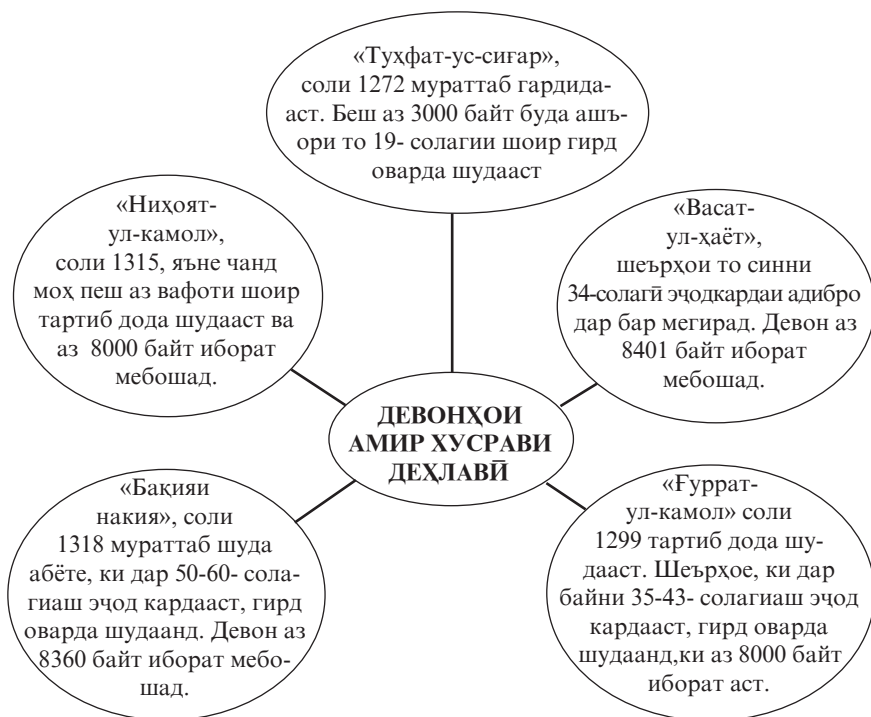 «Туҳфат-ус-сиғар»,
соли 1272 мураттаб гардида-
аст. Беш аз 3000 байт буда ашъ-
ори то 19- солагии шоир гирд
оварда шудааст
«Ниҳоят-
ул-камол»,
соли 1315, яъне чанд
моҳ пеш аз вафоти шоир
тартиб дода шудааст ва
аз 8000 байт иборат
мебошад.
«Васат-
ул-ҳаёт»,
шеърҳои то синни
34-солагӣ эҷодкардаи адибро
дар бар мегирад. Девон аз
8401 байт иборат
мебошад.
ДЕВОНҲОИ
АМИР ХУСРАВИ
ДЕҲЛАВӢ
«Бақияи
накия», соли
1318 мураттаб шуда
абёте, ки дар 50-60- сола-
гиаш эҷод кардааст, гирд
оварда шудаанд. Девон аз
8360 байт иборат мебо-
шад.
«Ғуррат-
ул-камол» соли
1299 тартиб дода шу-
дааст. Шеърҳое, ки дар
байни 35-43- солагиаш эҷод
кардааст, гирд оварда
шудаанд,ки аз 8000 байт
иборат аст.